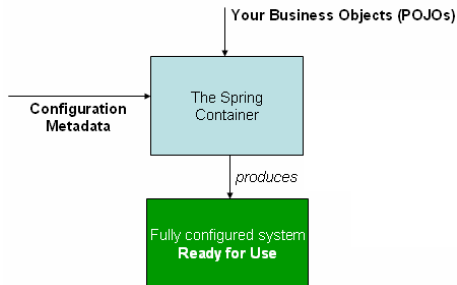 Your Business Objects (POJOs)
The Spring
Container
Configuration
Metadata
produces
Fully configured system
Ready for Use